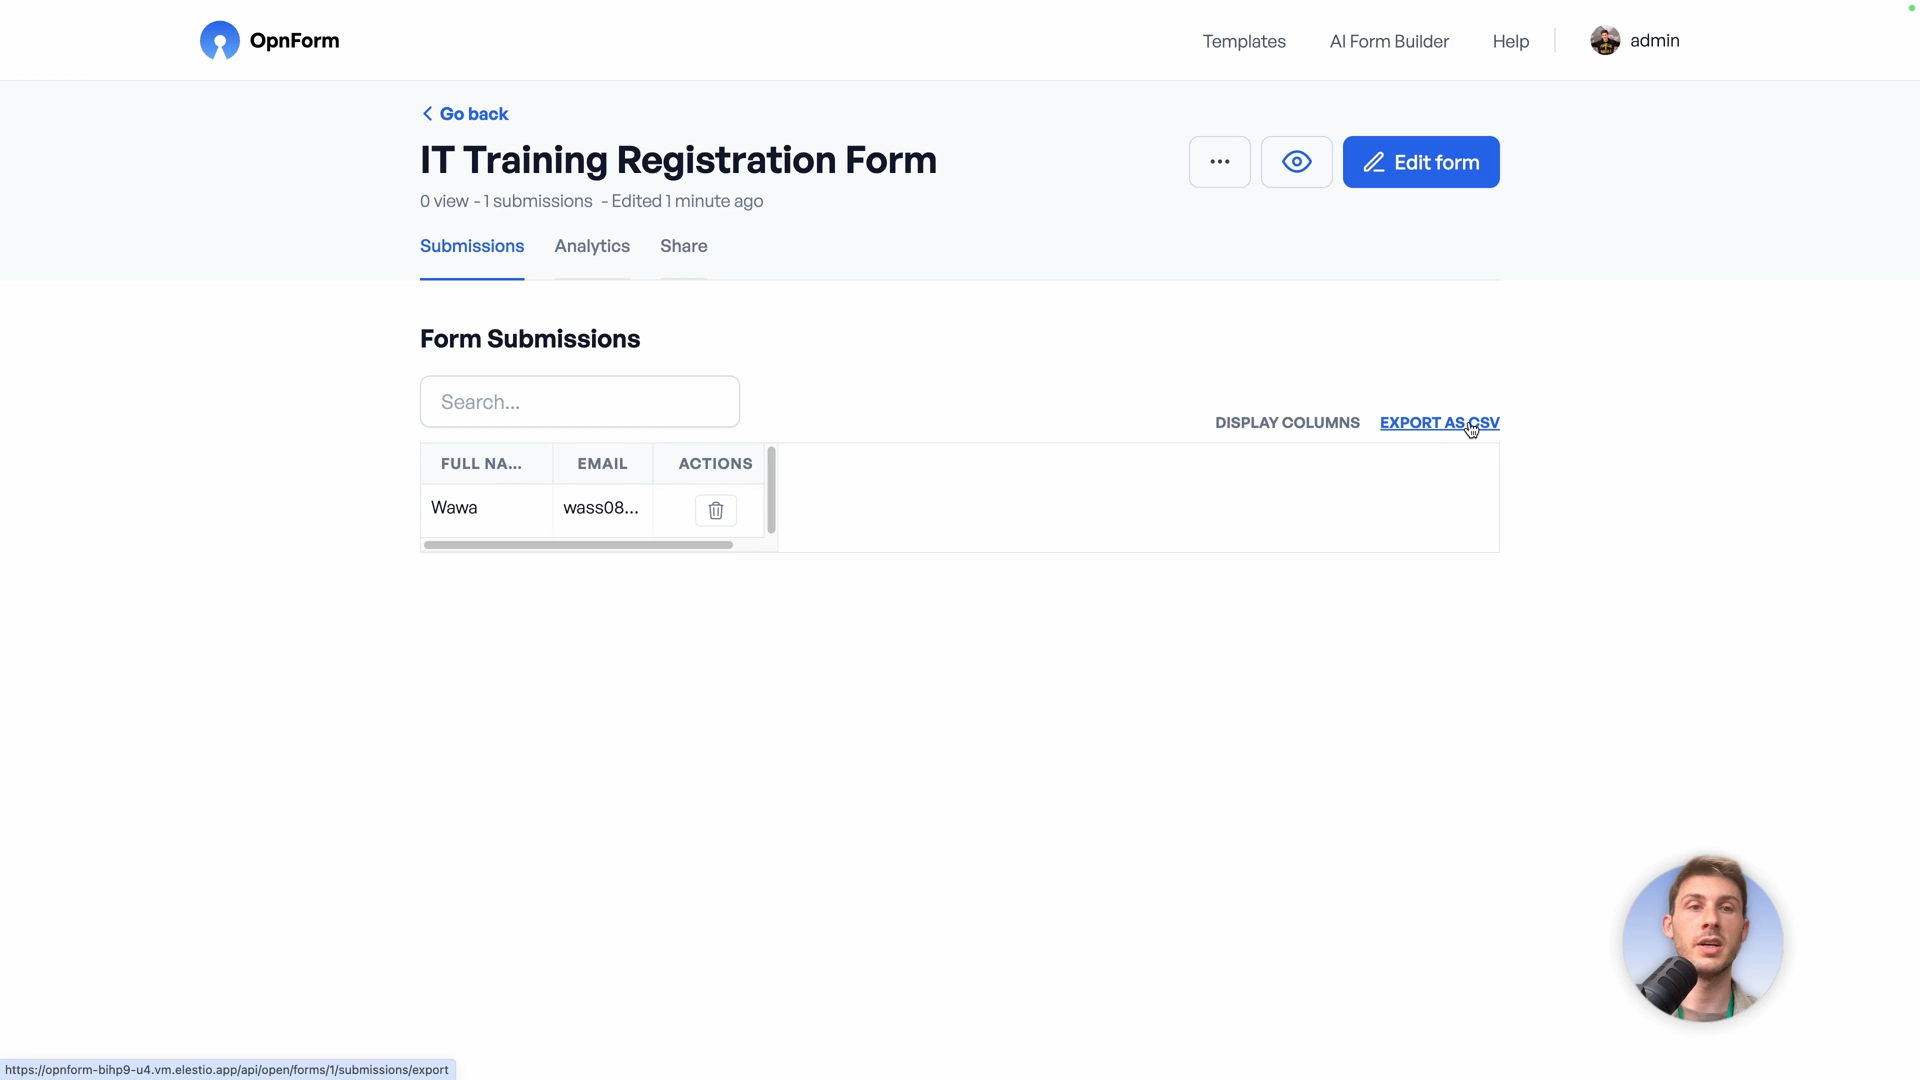 OpnForm
Templates
AI Form Builder
Help
admin
Go back
IT Training Registration Form
0 view - 1 submissions - Edited 1 minute ago
Edit form
Submissions
Analytics
Share
Form Submissions
Search...
DISPLAY COLUMNS
EXPORT AS CSV
FULL NA...
EMAIL
ACTIONS
Wawa
wass08...
https://opnform-bihp9-u4.vm.elestio.app/api/open/forms/1/submissions/export